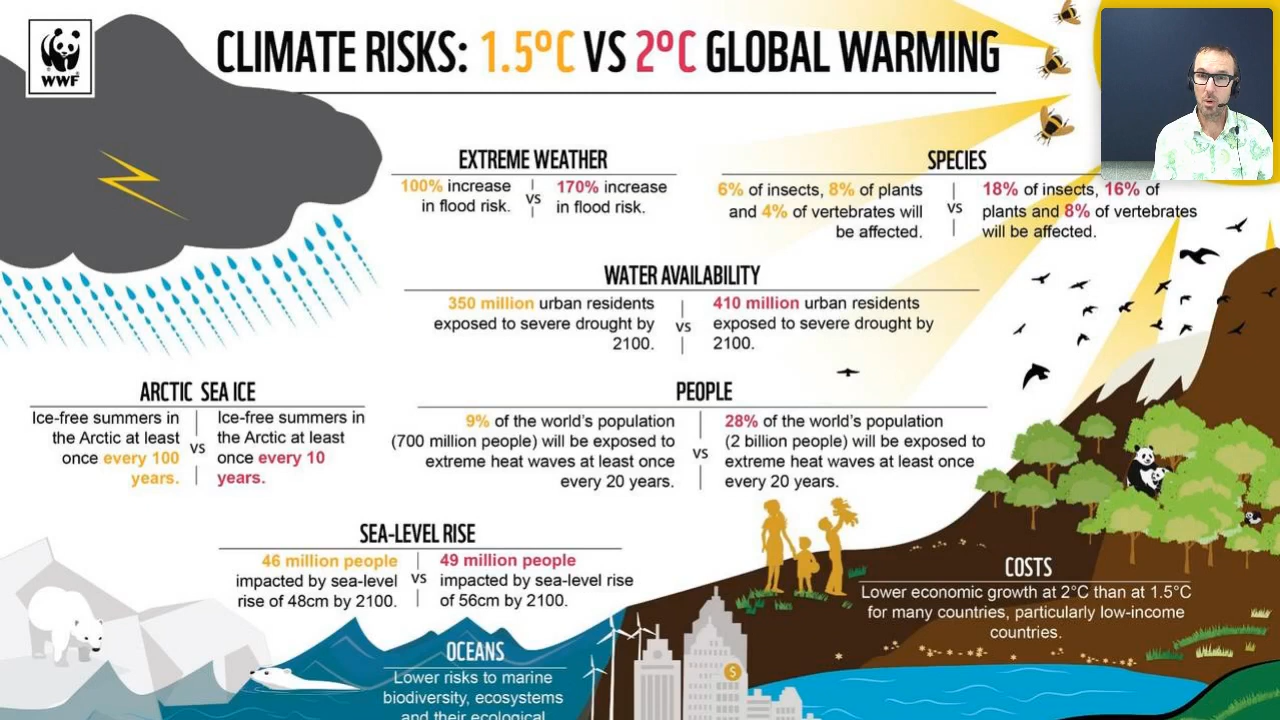 WWF
CLIMATE RISKS: 1.5°C VS 2°C GLOBAL WARMING
EXTREME WEATHER
100% increase
in flood risk.
vs
170% increase
in flood risk.
SPECIES
6% of insects, 8% of plants
and 4% of vertebrates will
be affected.
vs
18% of insects, 16% of
plants and 8% of vertebrates
will be affected.
WATER AVAILABILITY
350 million urban residents
exposed to severe drought by
2100.
vs
410 million urban residents
exposed to severe drought by
2100.
ARCTIC SEA ICE
Ice-free summers in
the Arctic at least
once every 100
years.
vs
Ice-free summers in
the Arctic at least
once every 10
years.
PEOPLE
9% of the world's population
(700 million people) will be exposed to
extreme heat waves at least once
every 20 years.
vs
28% of the world's population
(2 billion people) will be exposed to
extreme heat waves at least once
every 20 years.
SEA-LEVEL RISE
46 million people
impacted by sea-level
rise of 48cm by 2100.
vs
49 million people
impacted by sea-level rise
of 56cm by 2100.
COSTS
Lower economic growth at 2°C than at 1.5°C
for many countries, particularly low-income
countries.
OCEANS
Lower risks to marine
biodiversity, ecosystems
and their ecological
$